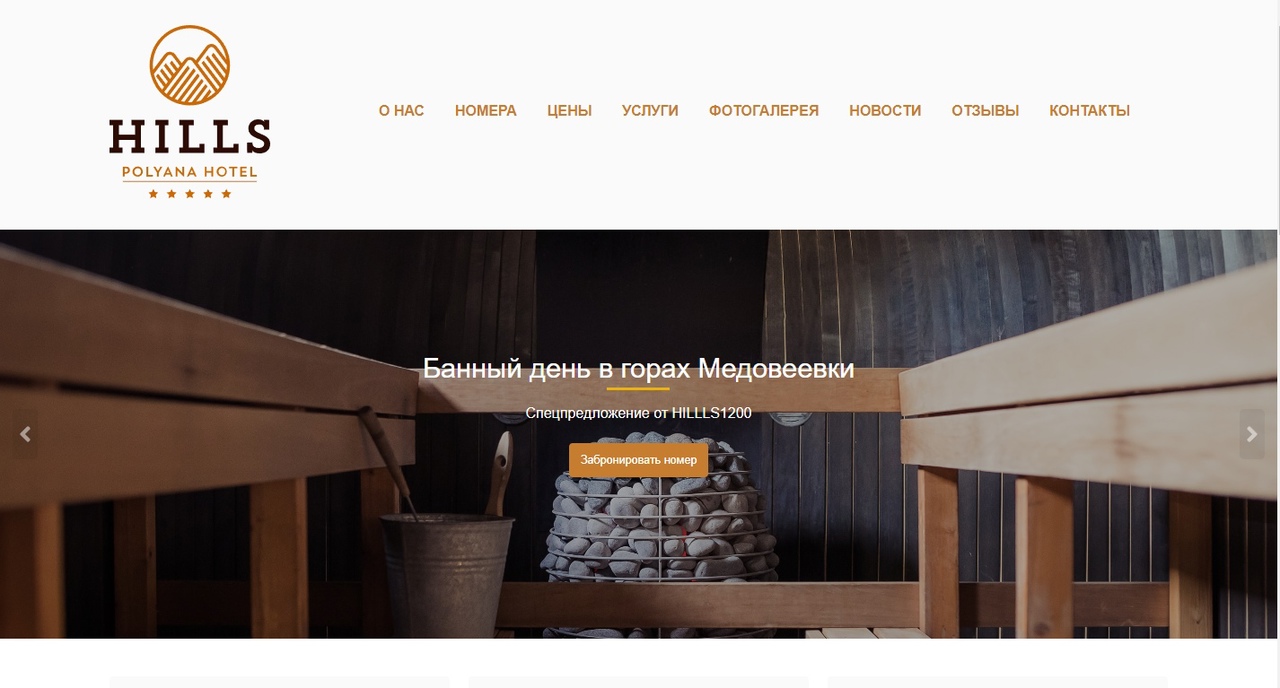 HILLS
POLYANA HOTEL
О НАС НОМЕРА ЦЕНЫ УСЛУГИ ФОТОГАЛЕРЕЯ НОВОСТИ ОТЗЫВЫ КОНТАКТЫ
Банный день в горах Медовеевки
Спецпредложение от HILLLS1200
Забронировать номер